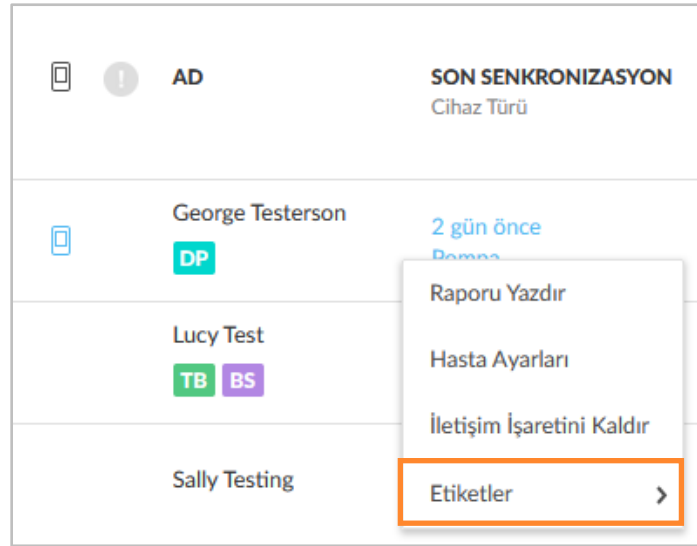 !
AD
SON SENKRONIZASYON
Cihaz Türü
George Testerson
DP
2 gün önce
Pompa
Lucy Test
TB BS
Sally Testing
Raporu Yazdır
Hasta Ayarları
İletişim İşaretini Kaldır
Etiketler